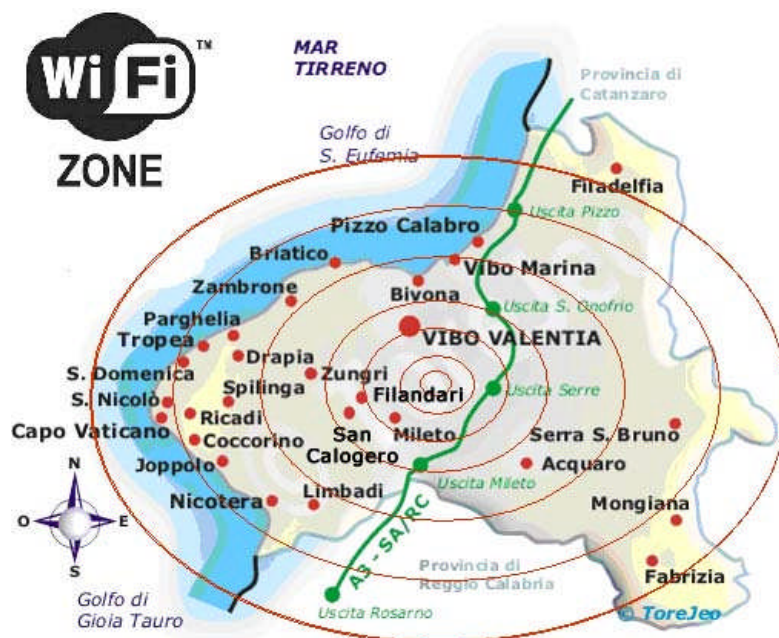 Wi Fi ™
ZONE
MAR
TIRRENO
Provincia di
Catanzaro
Golfo di
S. Eufemia
Filadelfia
Uscita Pizzo
Pizzo Calabro
Briatico
Vibo Marina
Zambrone
Bivona
Uscita S. Onofrio
Parghelia
VIBO VALENTIA
Tropea
Drapia
S. Domenica
Zungri
Uscita Serre
Spilinga
Filandari
S. Nicolò
Ricadi
San
Calogero
Mileto
Capo Vaticano
Coccorino
Serra S. Bruno
Joppolo
Acquaro
Uscita Mileto
Nicotera
Limbadi
Mongiana
N
O E
S
A3 - SA/RC
Provincia di
Reggio Calabria
Fabrizia
Golfo di
Gioia Tauro
Uscita Rosarno
© ToreJeo